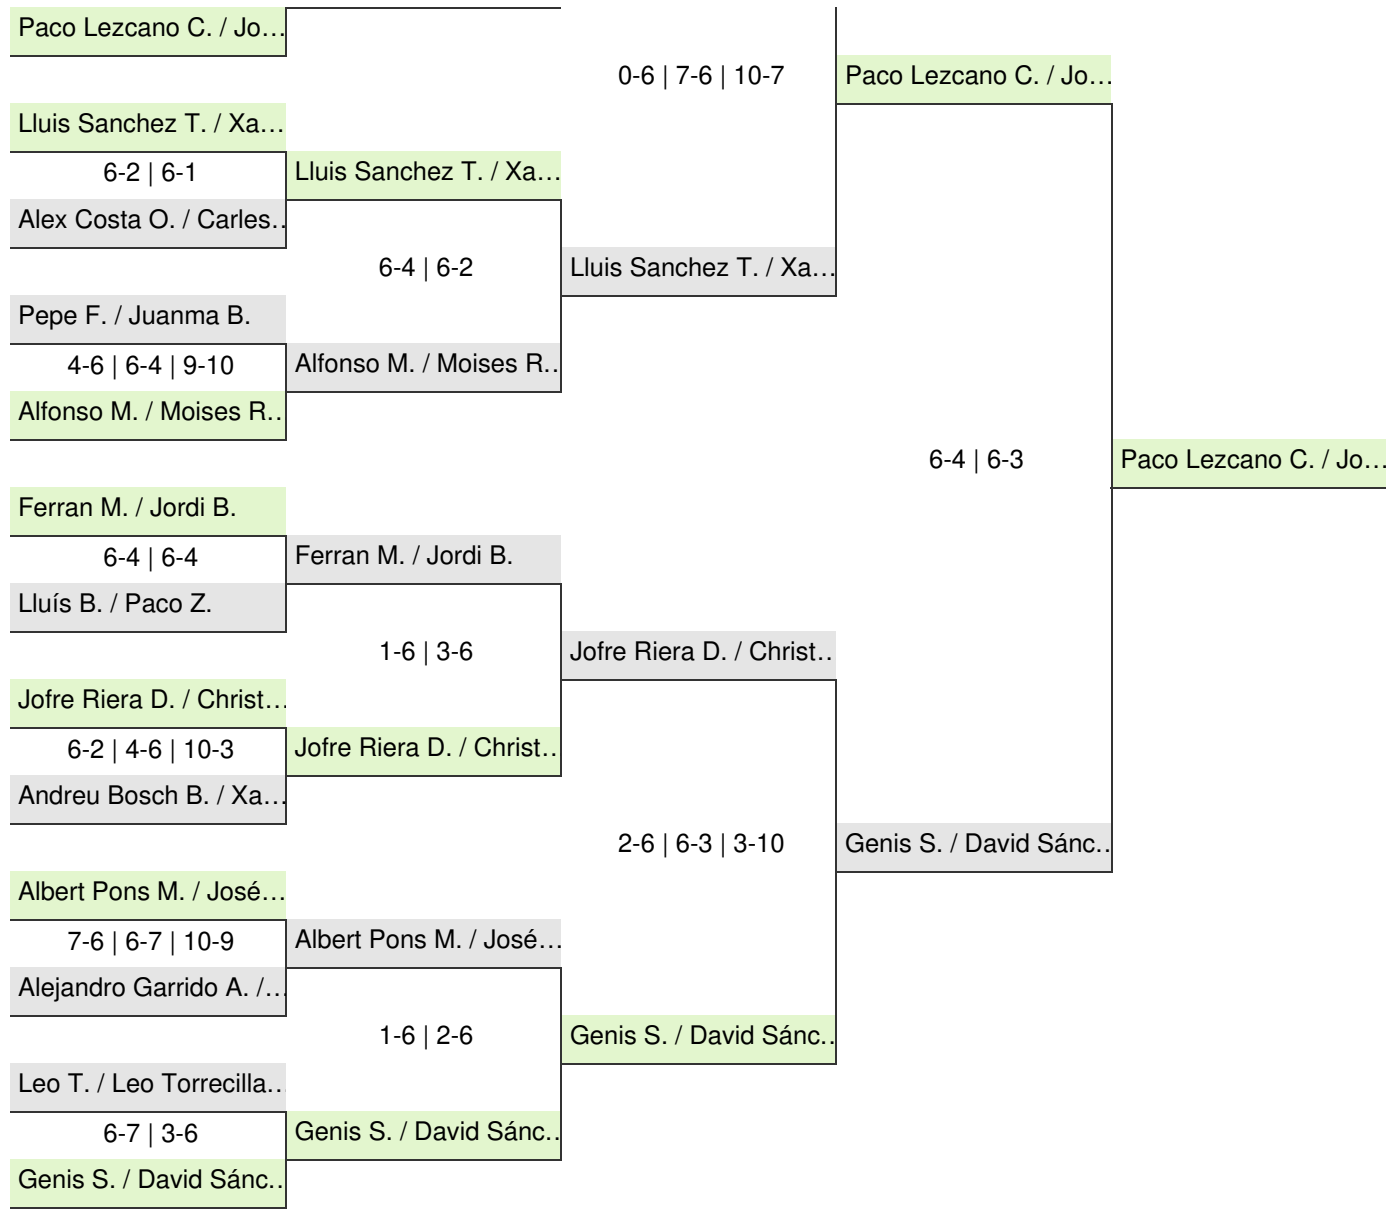 Paco Lezcano C. / Jo…
0-6 | 7-6 | 10-7
Paco Lezcano C. / Jo…
Lluis Sanchez T. / Xa…
6-2 | 6-1
Lluis Sanchez T. / Xa…
Alex Costa O. / Carles…
6-4 | 6-2
Lluis Sanchez T. / Xa…
Pepe F. / Juanma B.
4-6 | 6-4 | 9-10
Alfonso M. / Moises R…
Alfonso M. / Moises R…
6-4 | 6-3
Paco Lezcano C. / Jo…
Ferran M. / Jordi B.
6-4 | 6-4
Ferran M. / Jordi B.
Lluís B. / Paco Z.
1-6 | 3-6
Jofre Riera D. / Christ…
Jofre Riera D. / Christ…
6-2 | 4-6 | 10-3
Jofre Riera D. / Christ…
Andreu Bosch B. / Xa…
2-6 | 6-3 | 3-10
Genis S. / David Sánc…
Albert Pons M. / José…
7-6 | 6-7 | 10-9
Albert Pons M. / José…
Alejandro Garrido A. /…
1-6 | 2-6
Genis S. / David Sánc…
Leo T. / Leo Torrecilla…
6-7 | 3-6
Genis S. / David Sánc…
Genis S. / David Sánc…